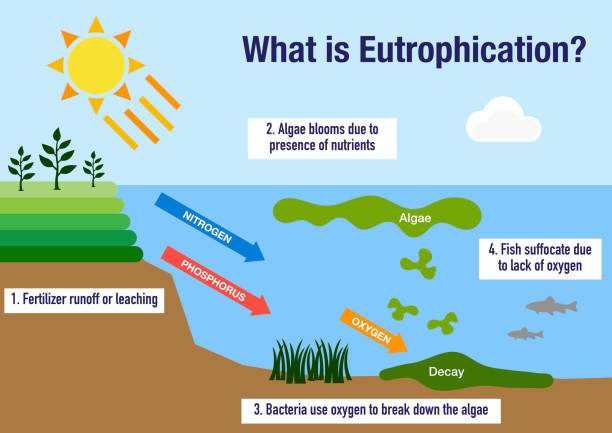 What is Eutrophication?
2. Algae blooms due to
presence of nutrients
NITROGEN
Algae
4. Fish suffocate due
to lack of oxygen
PHOSPHORUS
1. Fertilizer runoff or leaching
OXYGEN
Decay
3. Bacteria use oxygen to break down the algae